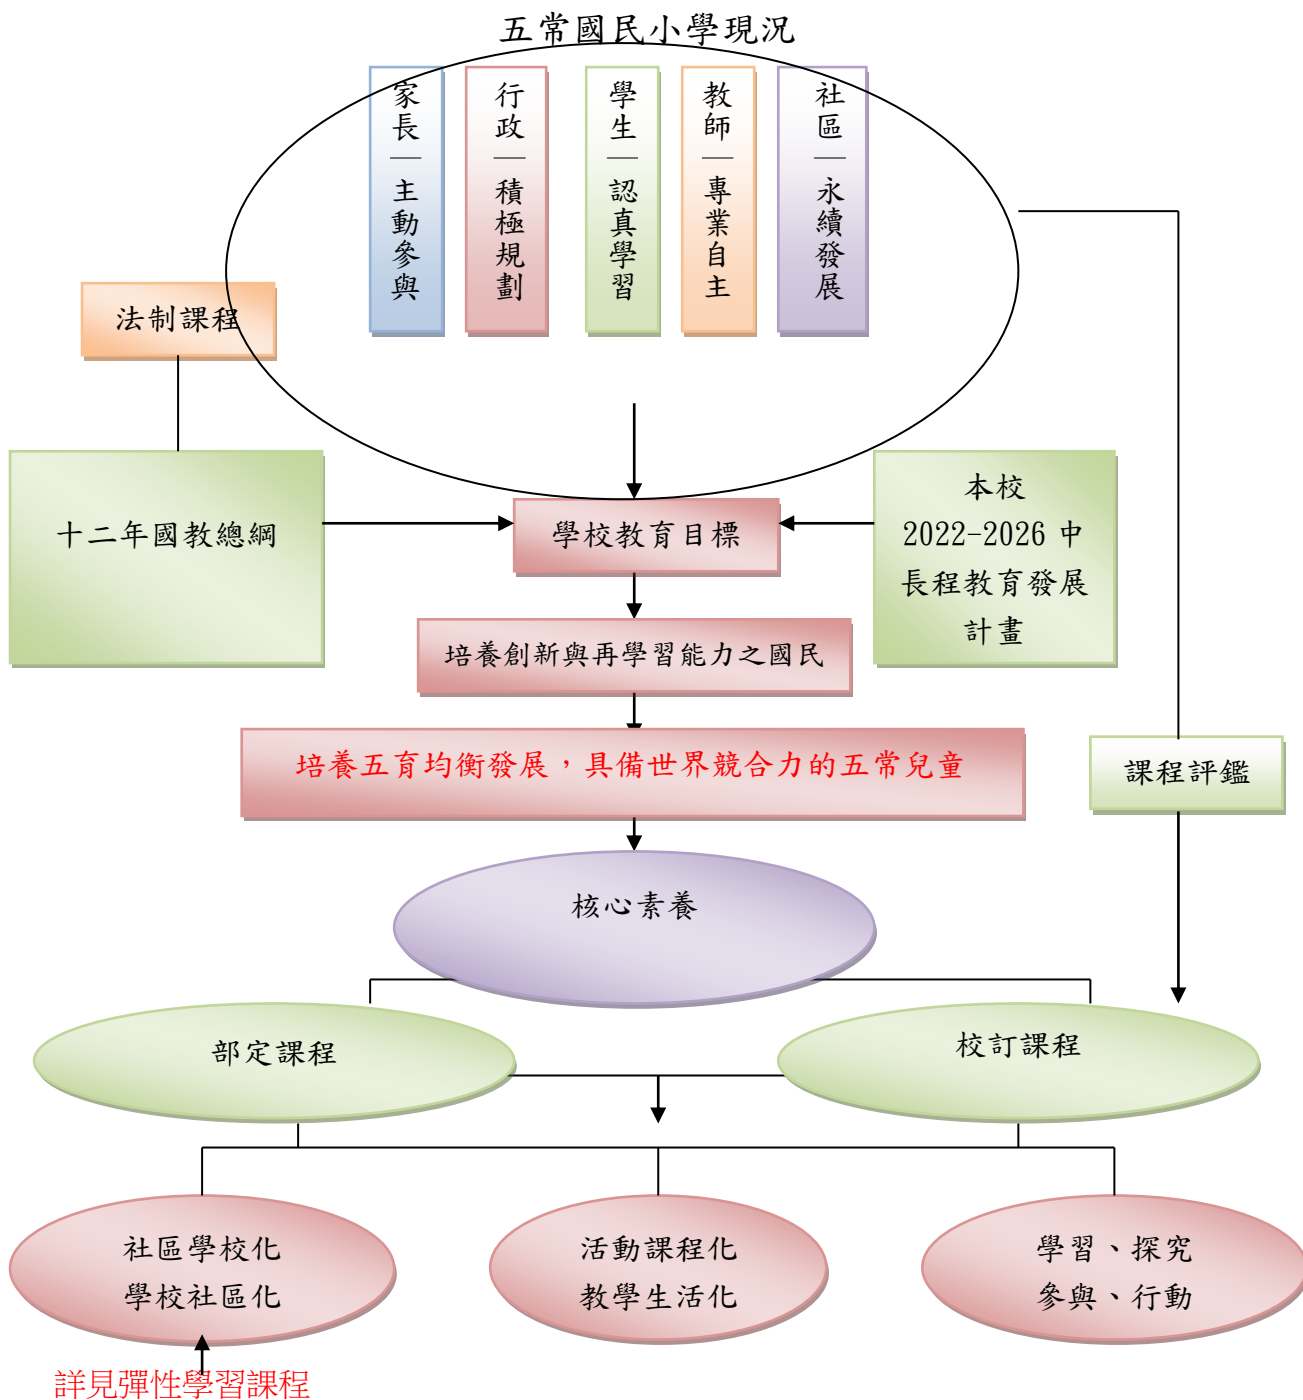 五常國民小學現況
家長｜主動參與
行政｜積極規劃
學生｜認真學習
教師｜專業自主
社區｜永續發展
法制課程
十二年國教總綱
學校教育目標
本校
2022-2026 中
長程教育發展
計畫
培養創新與再學習能力之國民
培養五育均衡發展，具備世界競合力的五常兒童
課程評鑑
核心素養
部定課程
校訂課程
社區學校化
學校社區化
活動課程化
教學生活化
學習、探究
參與、行動
詳見彈性學習課程